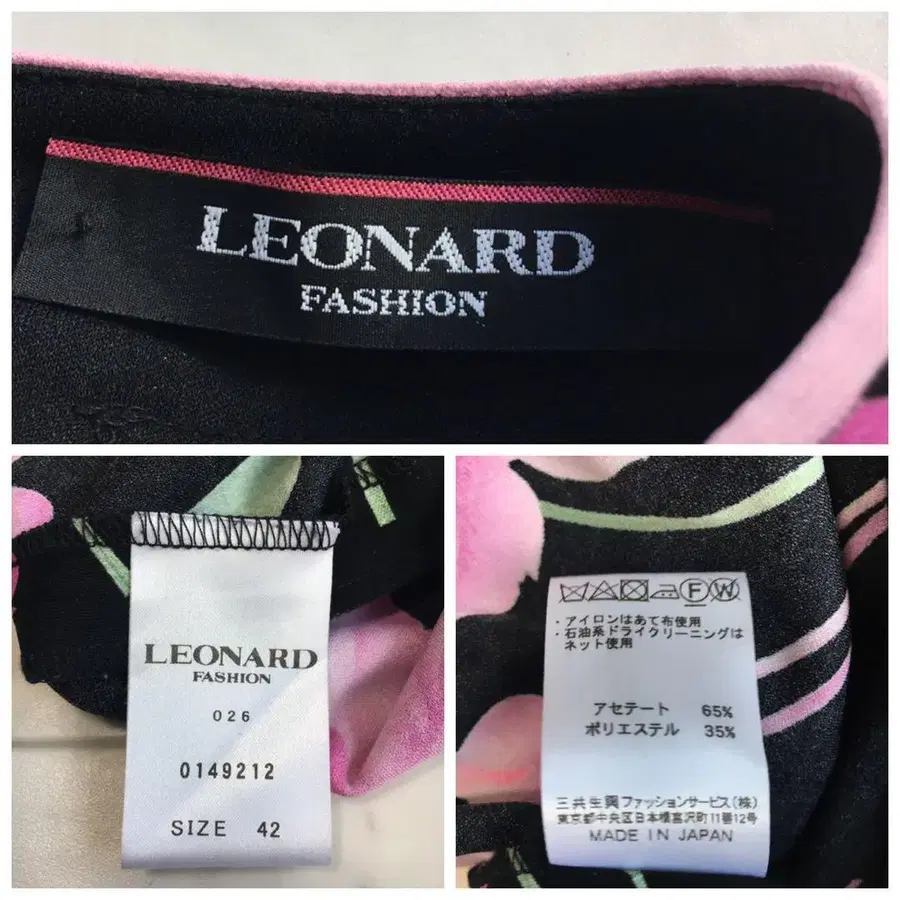 LEONARD
FASHION
LEONARD
FASHION
026
0149212
SIZE 42
・アイロンはあて布使用
・石油系ドライクリーニングは
ネット使用
アセテート 65%
ポリエステル 35%
三共生興ファッションサービス(株)
東京都中央区日本橋富沢町11番12号
MADE IN JAPAN